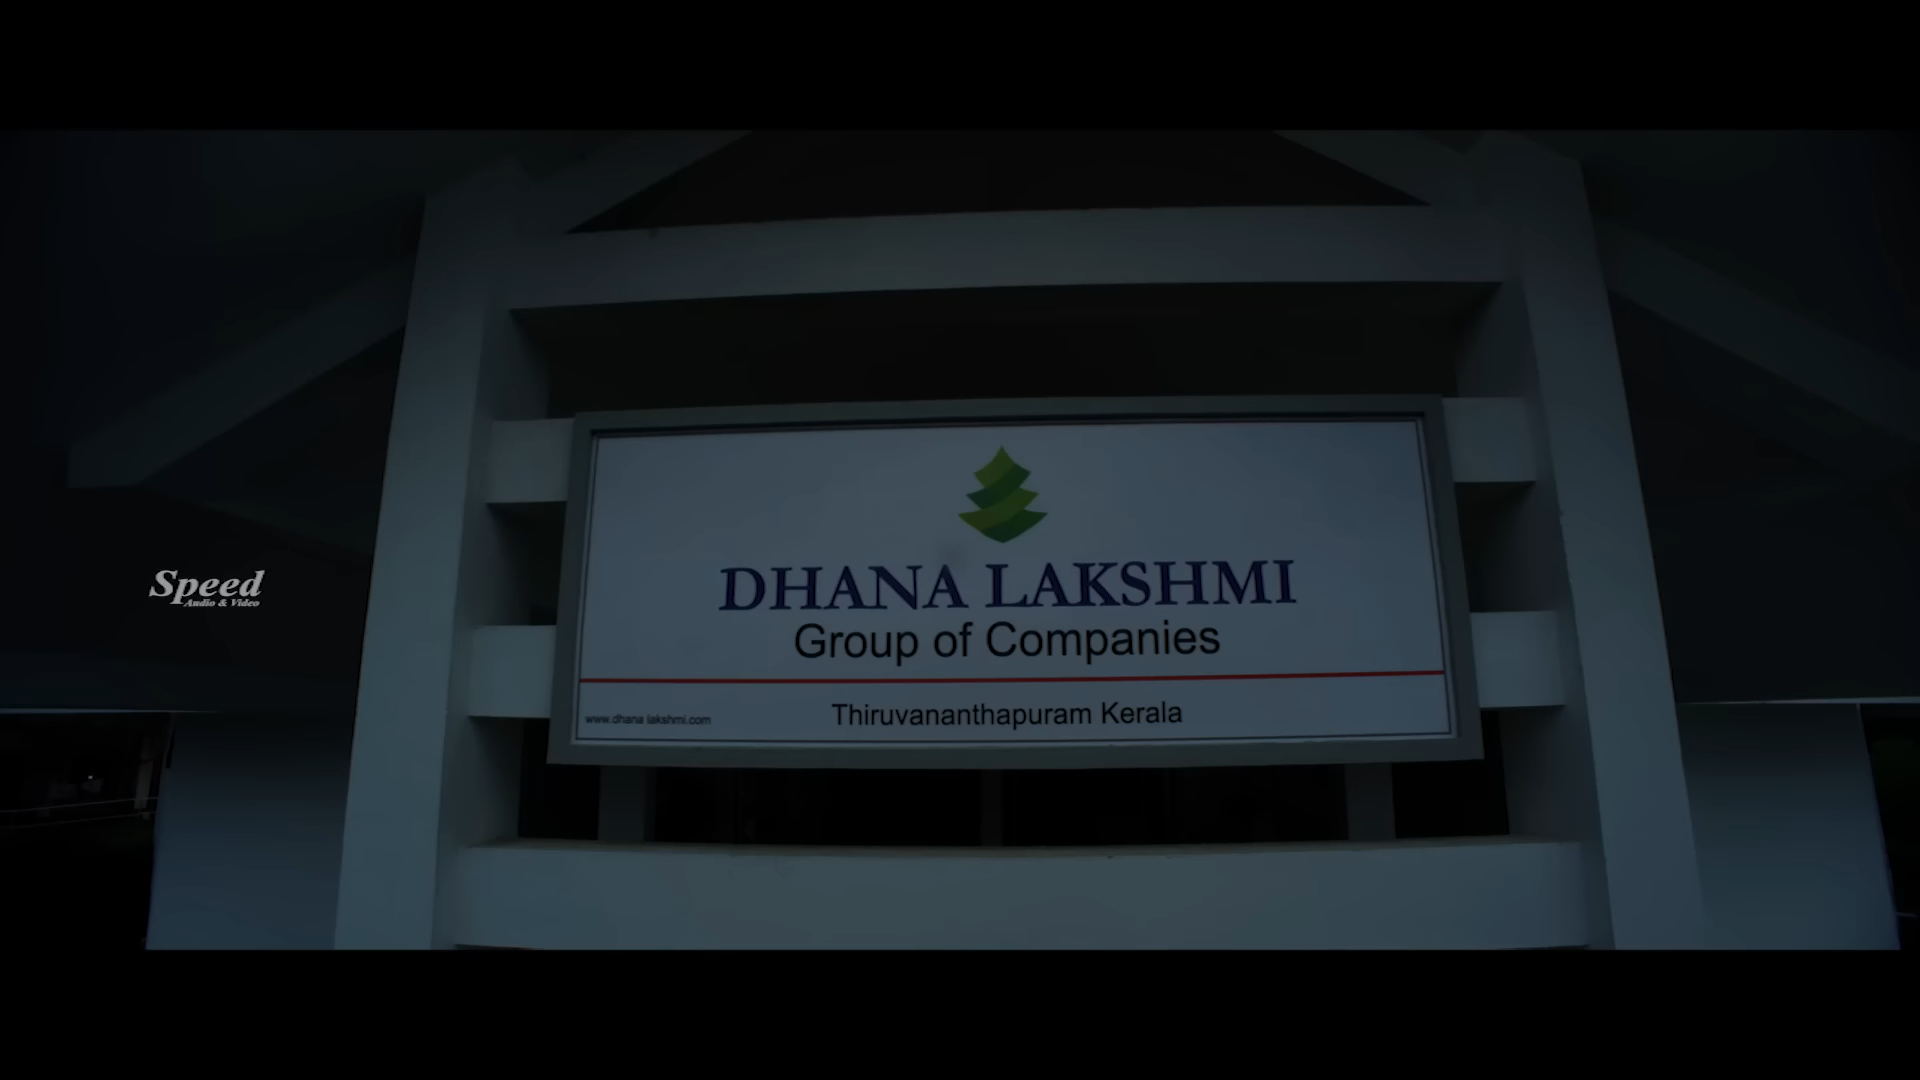 DHANA LAKSHMI
Group of Companies
www.dhana lakshmi.com
Thiruvananthapuram Kerala
Speed
Audio & Video